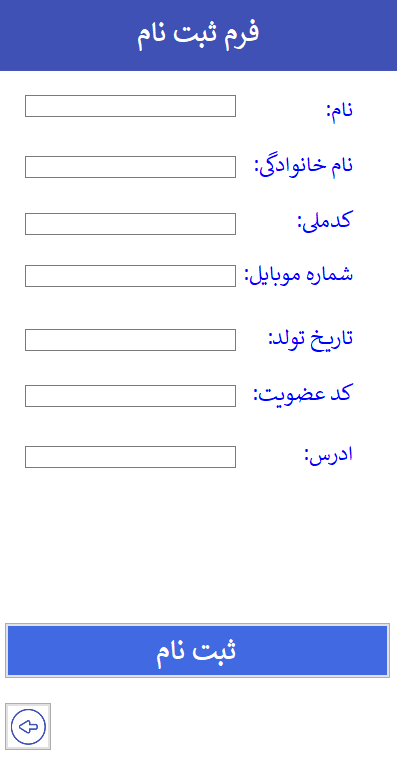 فرم ثبت نام
نام:
نام خانوادگی:
کدملی:
شماره موبایل:
تاریخ تولد:
کد عضویت:
ادرس:
ثبت نام